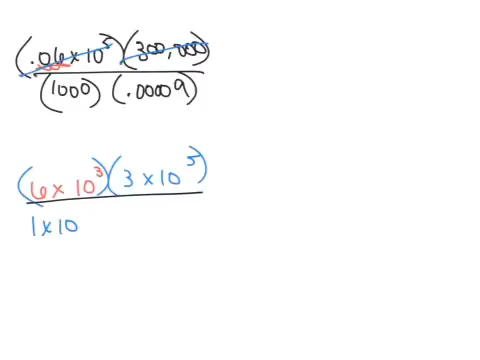 (.06 × 10⁵)(300,000)
(1000) (.00009)
(6 × 10³)(3 × 10⁵)
1 × 10